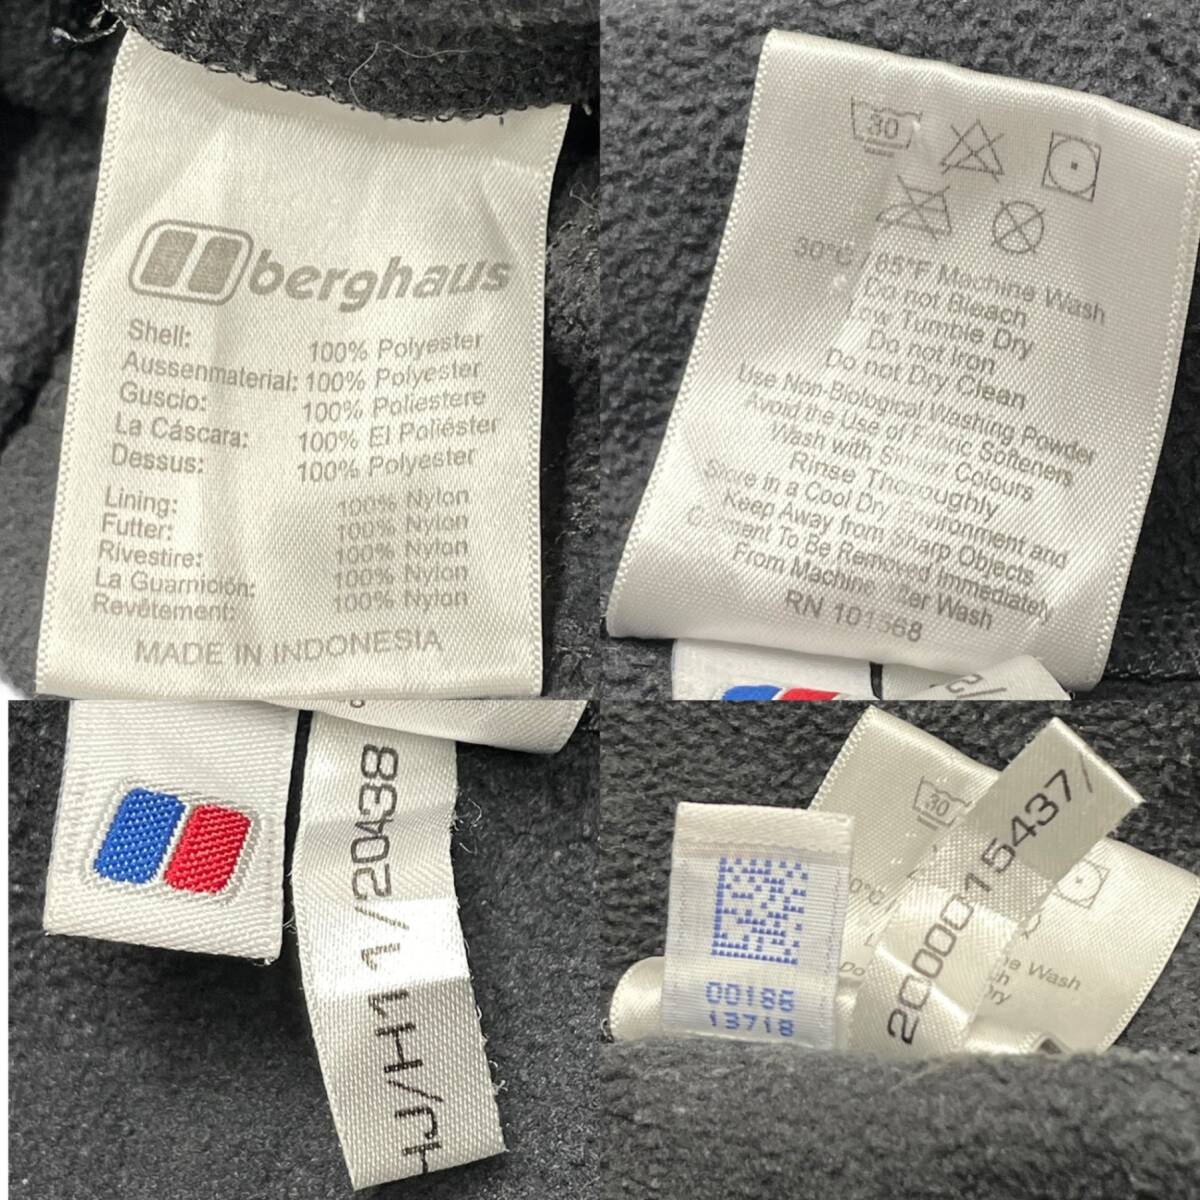 berghaus
Shell: 100% Polyester
Aussenmaterial: 100% Polyester
Guscio: 100% Poliestere
La Cáscara: 100% El Poliéster
Dessus: 100% Polyester
Lining: 100% Nylon
Futter: 100% Nylon
Rivestire: 100% Nylon
La Guarnición: 100% Nylon
Revêtement: 100% Nylon
MADE IN INDONESIA
30
30°C / 85°F Machine Wash
Do not Bleach
Low Tumble Dry
Do not Iron
Do not Dry Clean
Use Non-Biological Washing Powder
Avoid the Use of Fabric Softeners
Wash with Similar Colours
Rinse Thoroughly
Store in a Cool Dry Environment and
Keep Away from Sharp Objects
Garment To Be Removed Immediately
From Machine After Wash
RN 101568
HJ/H1 1/20438
30
2000015437/
00186
13718
Wash